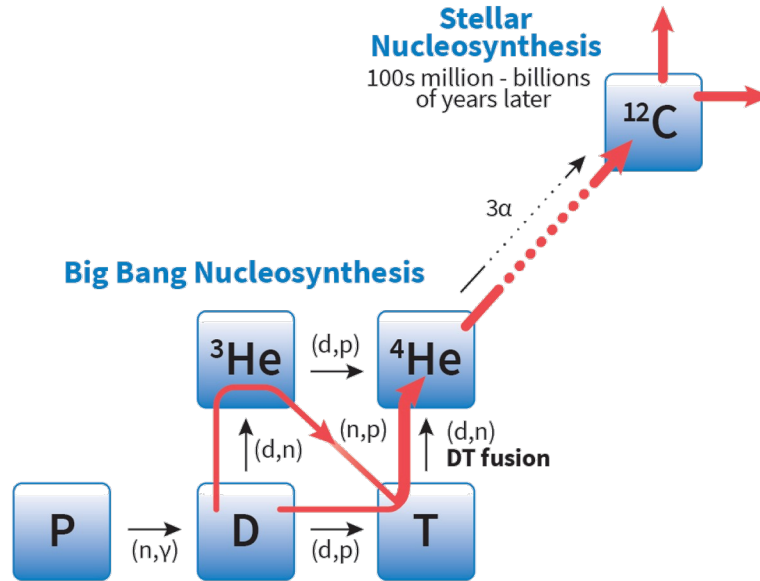 Stellar
Nucleosynthesis
100s million - billions
of years later
¹²C
3α
Big Bang Nucleosynthesis
³He
(d,p)
⁴He
(d,n)
(n,p)
(d,n)
DT fusion
P
(n,γ)
D
(d,p)
T